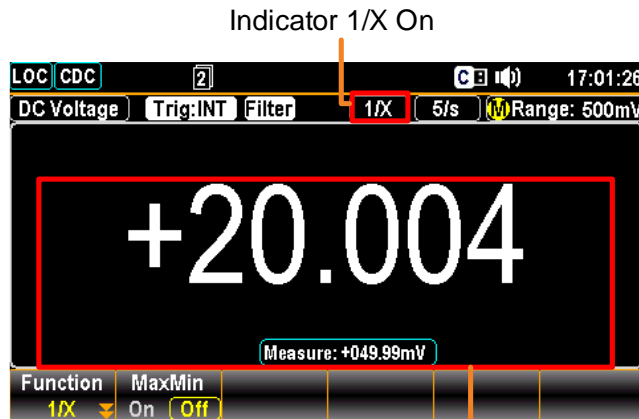 Indicator 1/X On
LOC CDC 2 C 17:01:26
DC Voltage Trig:INT Filter 1/X 5/s M Range: 500mV
+20.004
Measure: +049.99mV
Function MaxMin
1/X On Off